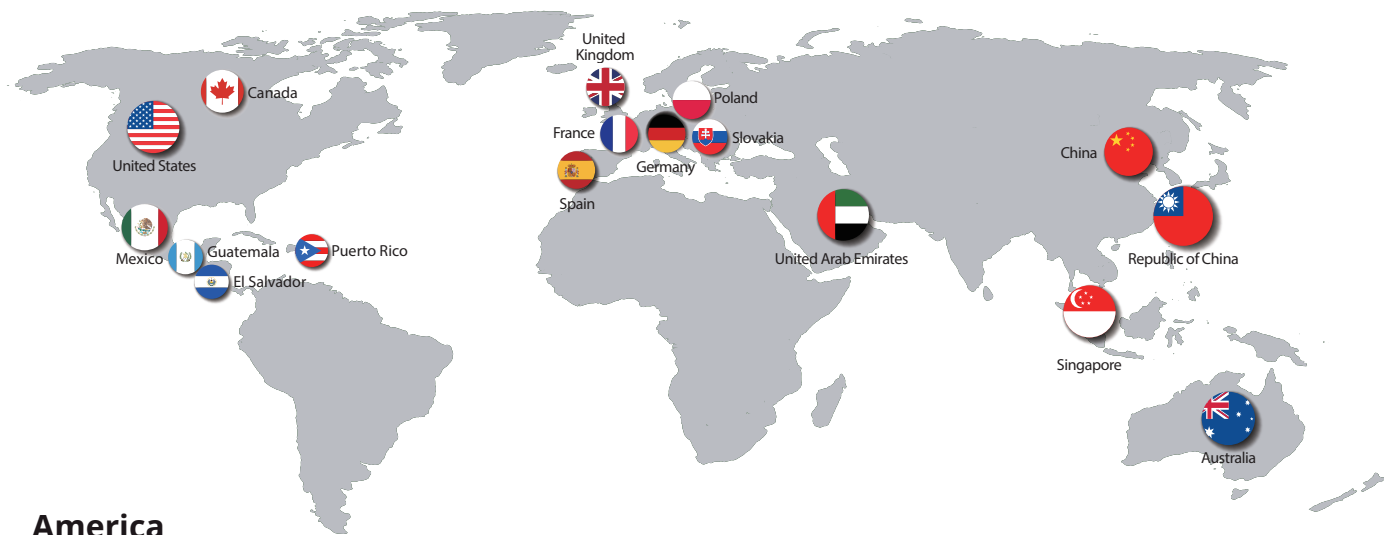 United
Kingdom
Canada
Poland
France
Slovakia
United States
Germany
China
Spain
Mexico
Guatemala
Puerto Rico
El Salvador
United Arab Emirates
Republic of China
Singapore
Australia
America